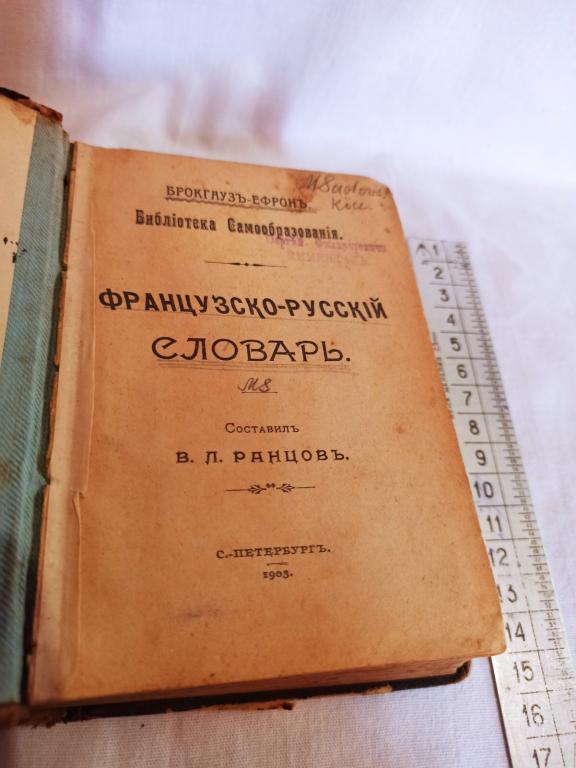 БРОКГАУЗЪ-ЕФРОНЪ.
Библіотека Самообразованія.
ФРАНЦУЗСКО-РУССКІЙ
СЛОВАРЬ.
MS
Составилъ
В. Л. РАНЦОВЪ.
С.-ПЕТЕРБУРГЪ.
1903.
1
2
3
4
5
6
7
8
9
10
11
12
13
14
15
16
17